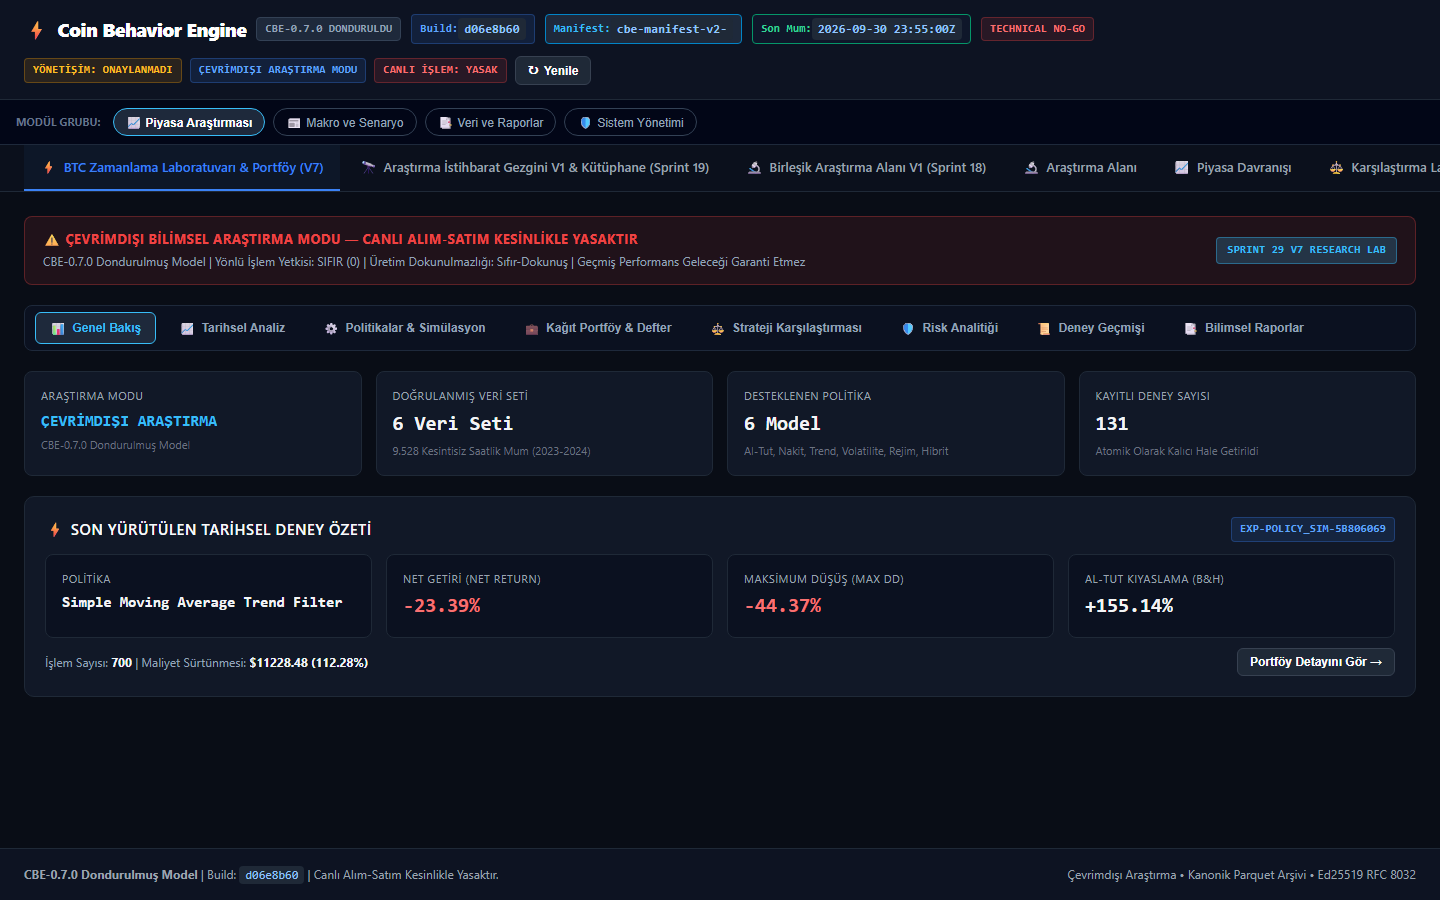 Coin Behavior Engine CBE-0.7.0 DONDURULDU Build: d06e8b60 Manifest: cbe-manifest-v2- Son Mum: 2026-09-30 23:55:00Z TECHNICAL NO-GO
YÖNETİŞİM: ONAYLANMADI ÇEVRİMDIŞI ARAŞTIRMA MODU CANLI İŞLEM: YASAK ↻ Yenile
MODÜL GRUBU: Piyasa Araştırması Makro ve Senaryo Veri ve Raporlar Sistem Yönetimi
BTC Zamanlama Laboratuvarı & Portföy (V7) Araştırma İstihbarat Gezgini V1 & Kütüphane (Sprint 19) Birleşik Araştırma Alanı V1 (Sprint 18) Araştırma Alanı Piyasa Davranışı Karşılaştırma La
ÇEVRİMDIŞI BİLİMSEL ARAŞTIRMA MODU — CANLI ALIM-SATIM KESİNLİKLE YASAKTIR
CBE-0.7.0 Dondurulmuş Model | Yönlü İşlem Yetkisi: SIFIR (0) | Üretim Dokunulmazlığı: Sıfır-Dokunuş | Geçmiş Performans Geleceği Garanti Etmez
SPRINT 29 V7 RESEARCH LAB
Genel Bakış Tarihsel Analiz Politikalar & Simülasyon Kağıt Portföy & Defter Strateji Karşılaştırması Risk Analitiği Deney Geçmişi Bilimsel Raporlar
ARAŞTIRMA MODU
ÇEVRİMDIŞI ARAŞTIRMA
CBE-0.7.0 Dondurulmuş Model
DOĞRULANMIŞ VERİ SETİ
6 Veri Seti
9.528 Kesintisiz Saatlik Mum (2023-2024)
DESTEKLENEN POLİTİKA
6 Model
Al-Tut, Nakit, Trend, Volatilite, Rejim, Hibrit
KAYITLI DENEY SAYISI
131
Atomik Olarak Kalıcı Hale Getirildi
SON YÜRÜTÜLEN TARİHSEL DENEY ÖZETİ
EXP-POLICY_SIM-5B806069
POLİTİKA
Simple Moving Average Trend Filter
NET GETİRİ (NET RETURN)
-23.39%
MAKSİMUM DÜŞÜŞ (MAX DD)
-44.37%
AL-TUT KIYASLAMA (B&H)
+155.14%
İşlem Sayısı: 700 | Maliyet Sürtünmesi: $11228.48 (112.28%)
Portföy Detayını Gör →
CBE-0.7.0 Dondurulmuş Model | Build: d06e8b60 | Canlı Alım-Satım Kesinlikle Yasaktır.
Çevrimdışı Araştırma • Kanonik Parquet Arşivi • Ed25519 RFC 8032